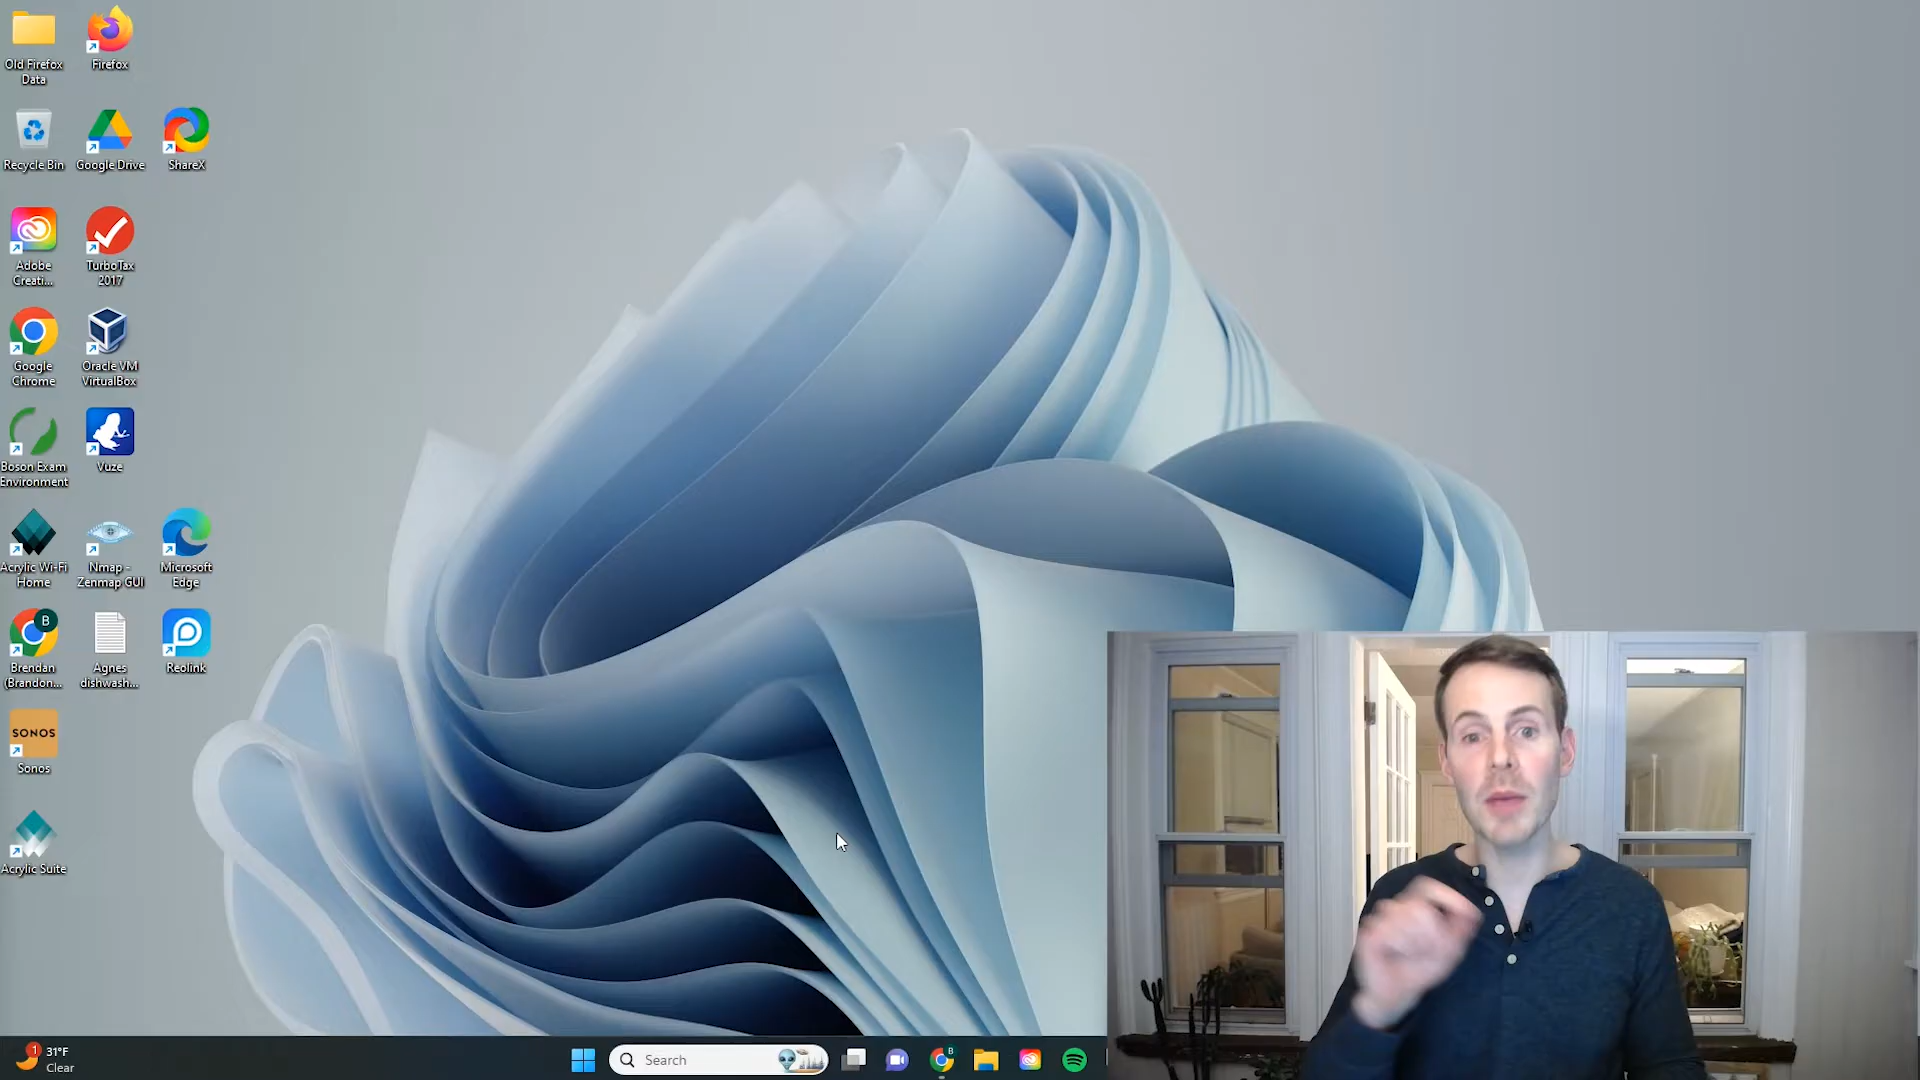 Old Firefox
Data
Firefox
Recycle Bin
Google Drive
ShareX
Adobe
Creati...
TurboTax
2017
Google
Chrome
Oracle VM
VirtualBox
Boson Exam
Environment
Vuze
Acrylic Wi-Fi
Home
Nmap -
Zenmap GUI
Microsoft
Edge
B
Brendan
(Brandon...
Agnes
dishwash...
Reolink
SONOS
Sonos
Acrylic Suite
1
31°F
Clear
Search
B